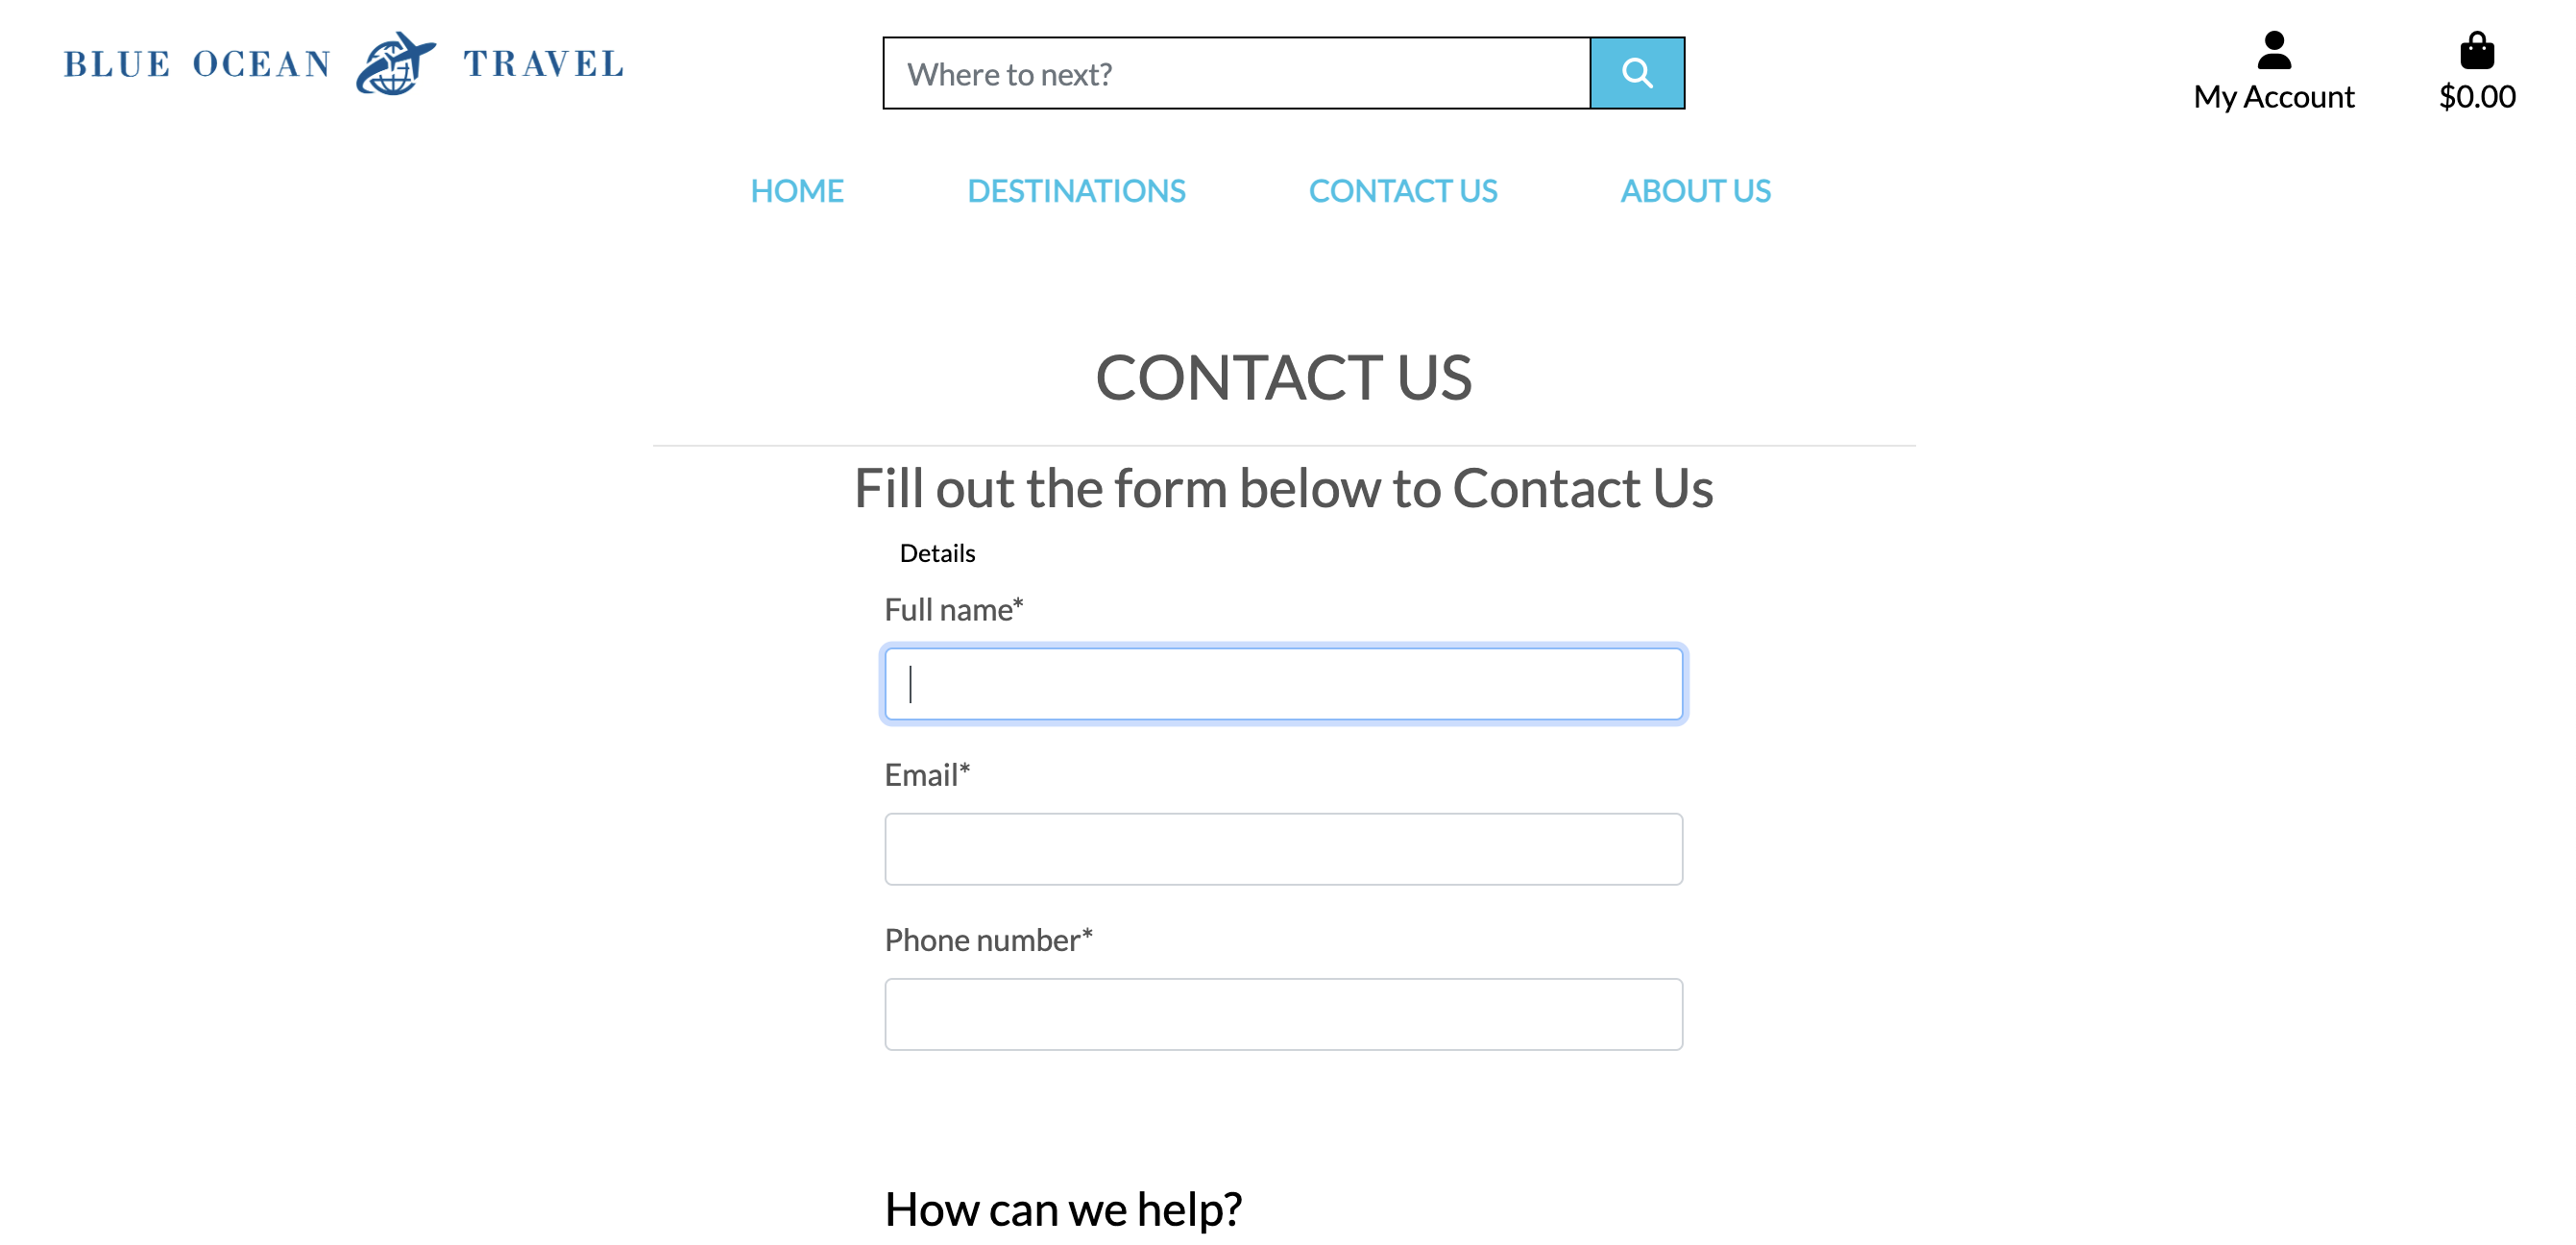 BLUE OCEAN TRAVEL
Where to next?
My Account
$0.00
HOME DESTINATIONS CONTACT US ABOUT US
CONTACT US
Fill out the form below to Contact Us
Details
Full name*
Email*
Phone number*
How can we help?